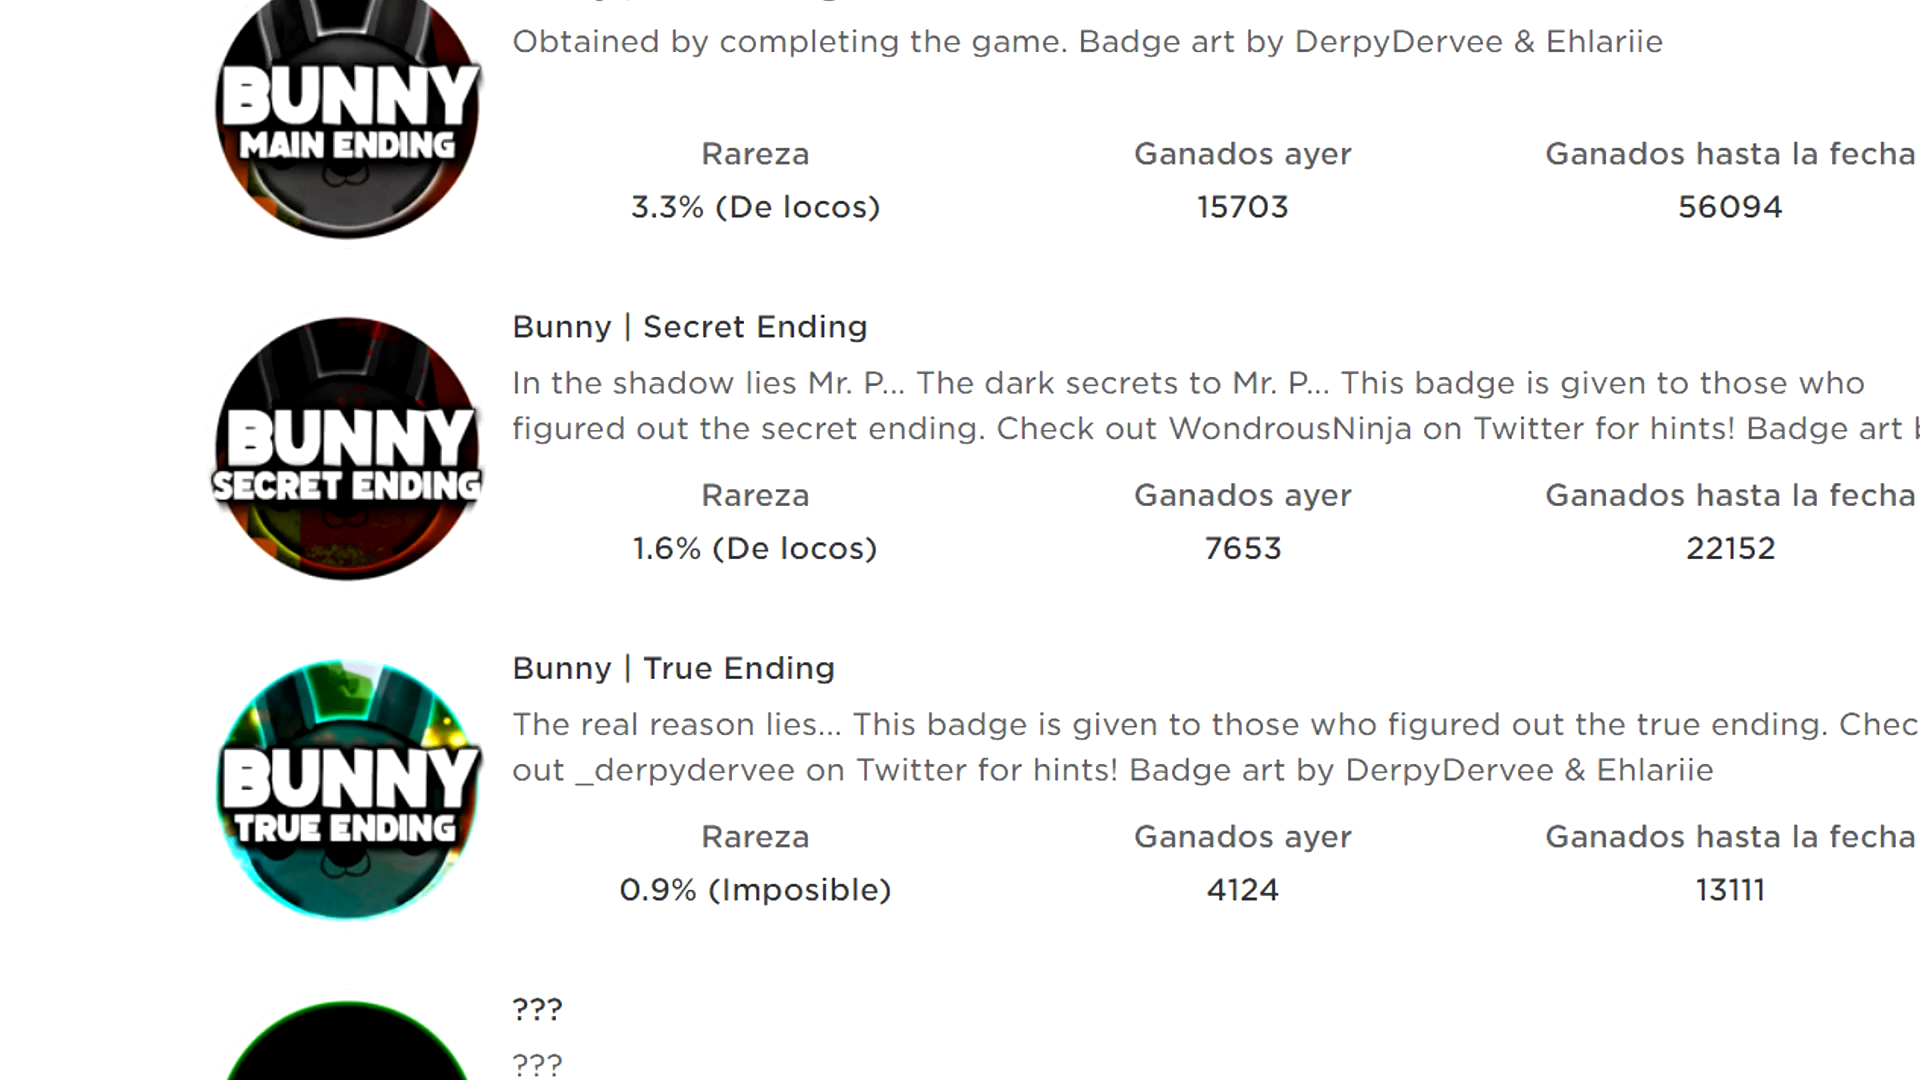 Obtained by completing the game. Badge art by DerpyDervee & Ehlariie
BUNNY
MAIN ENDING
Rareza Ganados ayer Ganados hasta la fecha
3.3% (De locos) 15703 56094
Bunny | Secret Ending
In the shadow lies Mr. P... The dark secrets to Mr. P... This badge is given to those who
figured out the secret ending. Check out WondrousNinja on Twitter for hints! Badge art
BUNNY
SECRET ENDING
Rareza Ganados ayer Ganados hasta la fecha
1.6% (De locos) 7653 22152
Bunny | True Ending
The real reason lies... This badge is given to those who figured out the true ending. Chec
out _derpydervee on Twitter for hints! Badge art by DerpyDervee & Ehlariie
BUNNY
TRUE ENDING
Rareza Ganados ayer Ganados hasta la fecha
0.9% (Imposible) 4124 13111
???
???